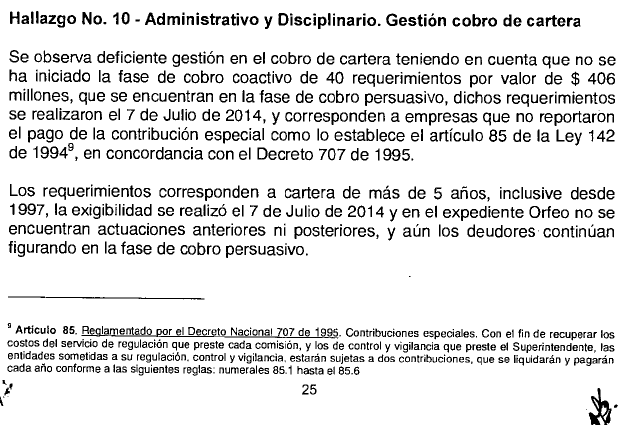 Hallazgo No. 10 - Administrativo y Disciplinario. Gestión cobro de cartera
Se observa deficiente gestión en el cobro de cartera teniendo en cuenta que no se
ha iniciado la fase de cobro coactivo de 40 requerimientos por valor de $ 406
millones, que se encuentran en la fase de cobro persuasivo, dichos requerimientos
se realizaron el 7 de Julio de 2014, y corresponden a empresas que no reportaron
el pago de la contribución especial como lo establece el artículo 85 de la Ley 142
de 1994⁹, en concordancia con el Decreto 707 de 1995.
Los requerimientos corresponden a cartera de más de 5 años, inclusive desde
1997, la exigibilidad se realizó el 7 de Julio de 2014 y en el expediente Orfeo no se
encuentran actuaciones anteriores ni posteriores, y aún los deudores continúan
figurando en la fase de cobro persuasivo.
⁹ Artículo 85. Reglamentado por el Decreto Nacional 707 de 1995. Contribuciones especiales. Con el fin de recuperar los
costos del servicio de regulación que preste cada comisión, y los de control y vigilancia que preste el Superintendente, las
entidades sometidas a su regulación, control y vigilancia, estarán sujetas a dos contribuciones, que se liquidarán y pagarán
cada año conforme a las siguientes reglas: numerales 85.1 hasta el 85.6
25